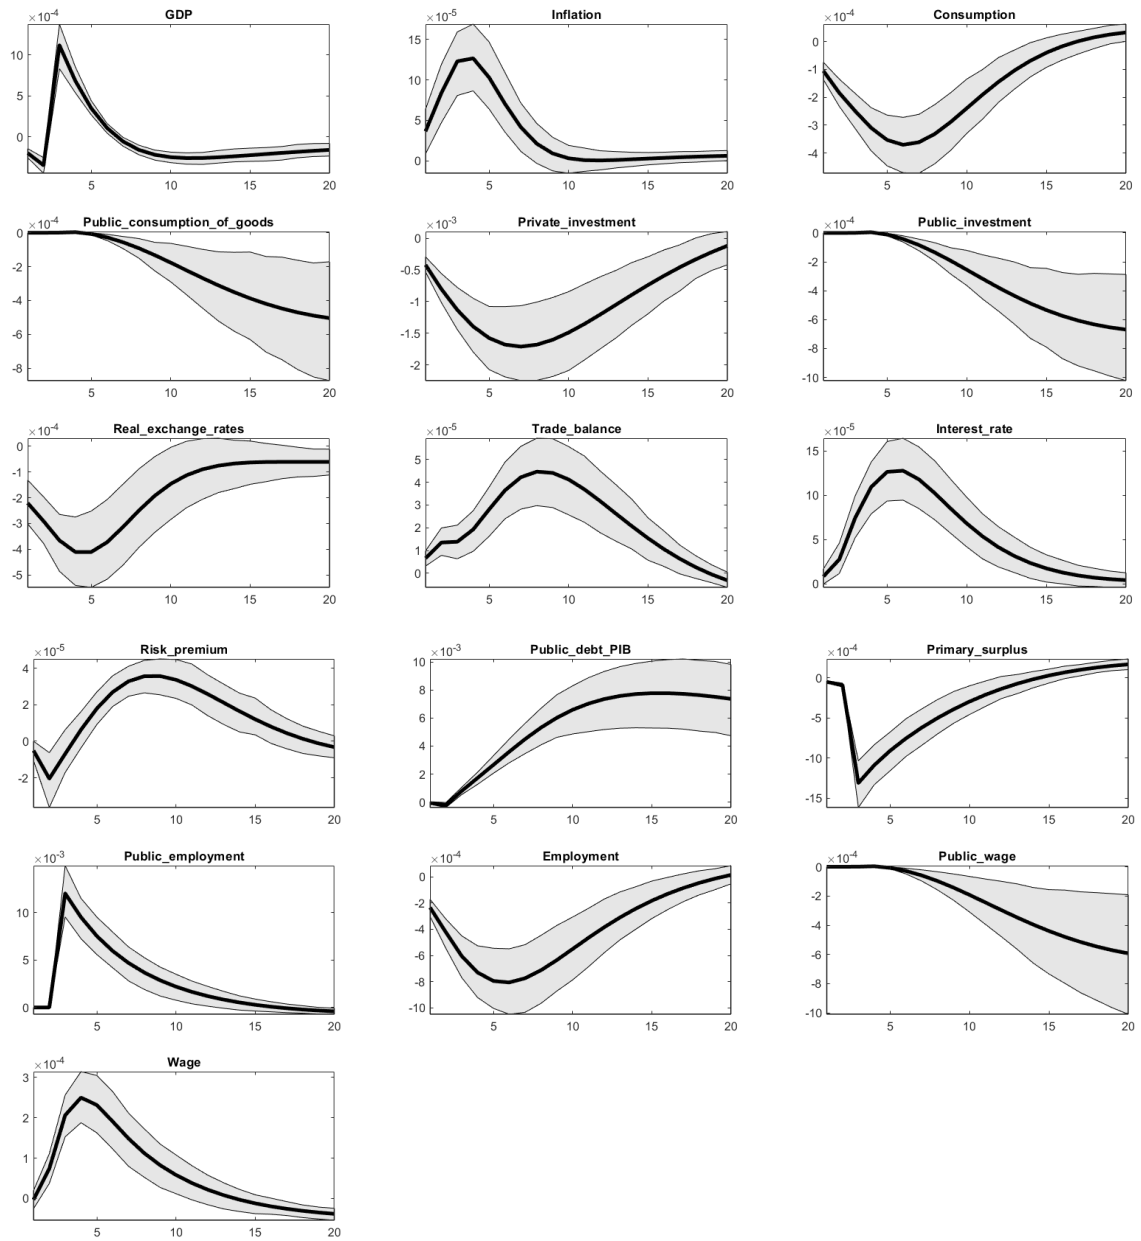 GDP
×10⁻⁴
10
0
5 10 15 20
Inflation
×10⁻⁵
15
10
5
0
5 10 15 20
Consumption
×10⁻⁴
0
-1
-2
-3
-4
5 10 15 20
Public_consumption_of_goods
×10⁻⁴
0
-2
-4
-6
-8
5 10 15 20
Private_investment
×10⁻³
0
-0.5
-1
-1.5
-2
5 10 15 20
Public_investment
×10⁻⁴
0
-2
-4
-6
-8
-10
5 10 15 20
Real_exchange_rates
×10⁻⁴
0
-1
-2
-3
-4
-5
5 10 15 20
Trade_balance
×10⁻⁵
5
4
3
2
1
0
5 10 15 20
Interest_rate
×10⁻⁵
15
10
5
0
5 10 15 20
Risk_premium
×10⁻⁵
4
2
0
-2
5 10 15 20
Public_debt_PIB
×10⁻³
10
8
6
4
2
0
5 10 15 20
Primary_surplus
×10⁻⁴
0
-5
-10
-15
5 10 15 20
Public_employment
×10⁻³
10
5
0
5 10 15 20
Employment
×10⁻⁴
0
-2
-4
-6
-8
-10
5 10 15 20
Public_wage
×10⁻⁴
0
-2
-4
-6
-8
-10
5 10 15 20
Wage
×10⁻⁴
3
2
1
0
5 10 15 20